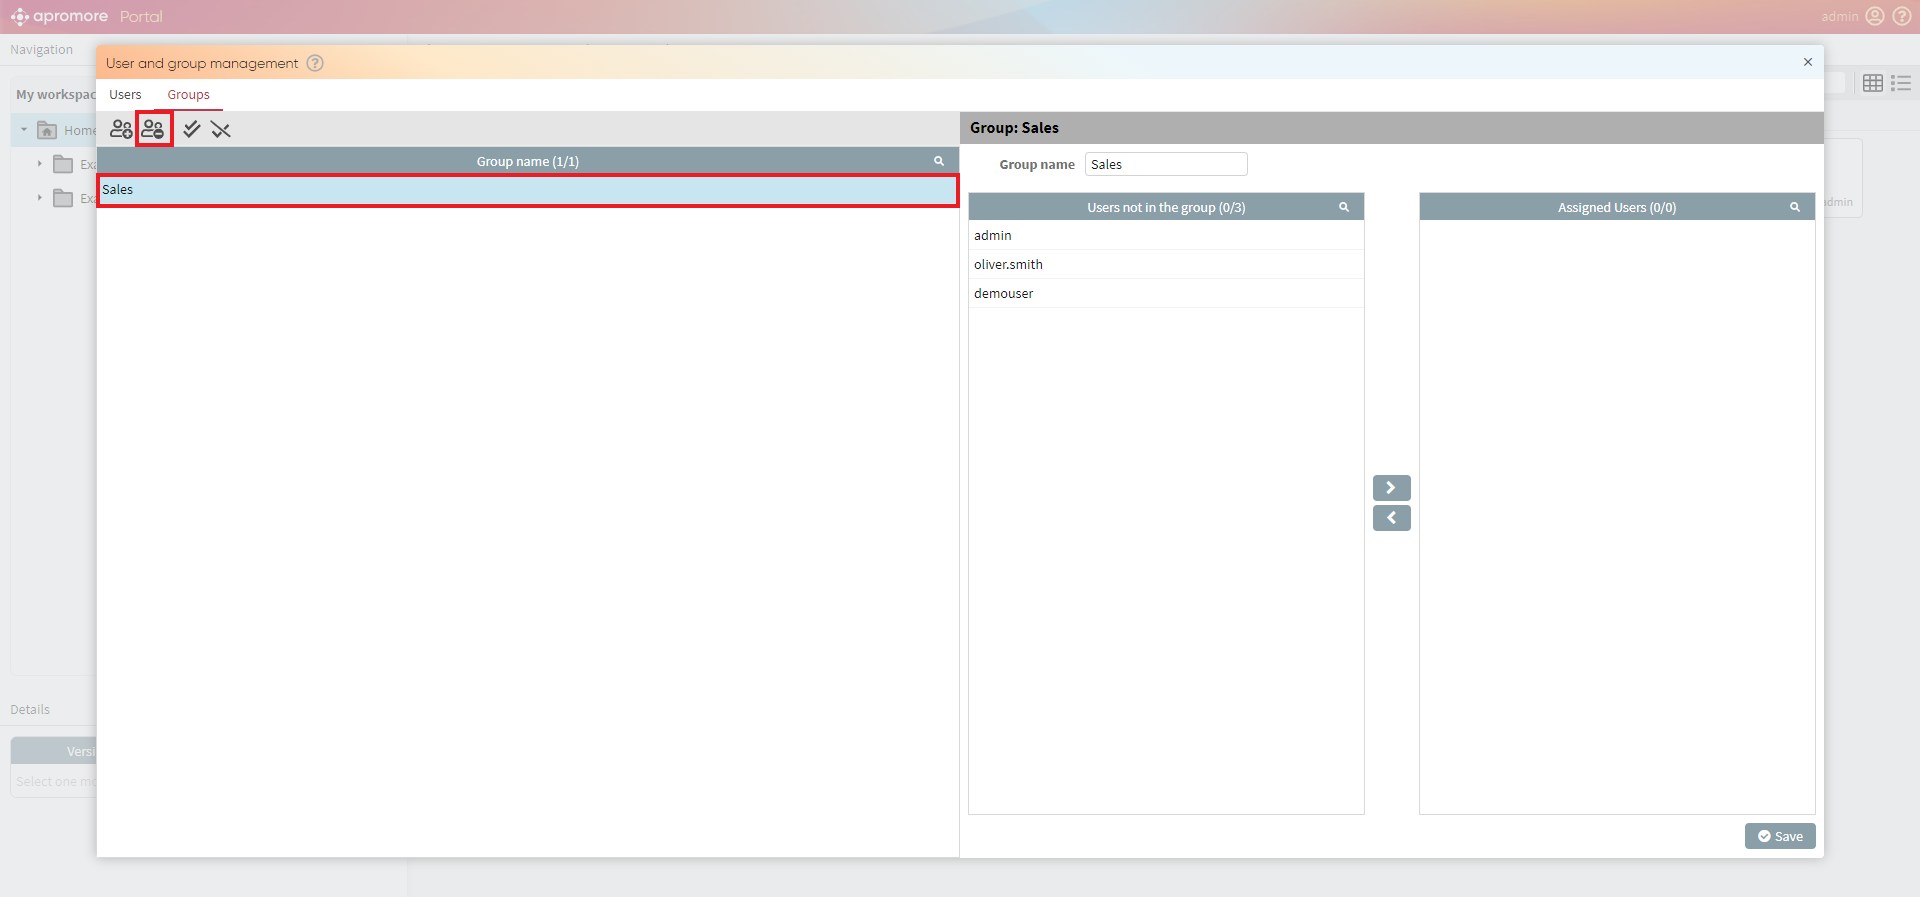 apromore Portal
admin
Navigation
User and group management
My workspac
Users Groups
Home
Group: Sales
Group name (1/1)
Group name Sales
Exa
Sales
Exa
admin
Users not in the group (0/3)
Assigned Users (0/0)
admin
oliver.smith
demouser
Details
Versi
Select one mo
Save